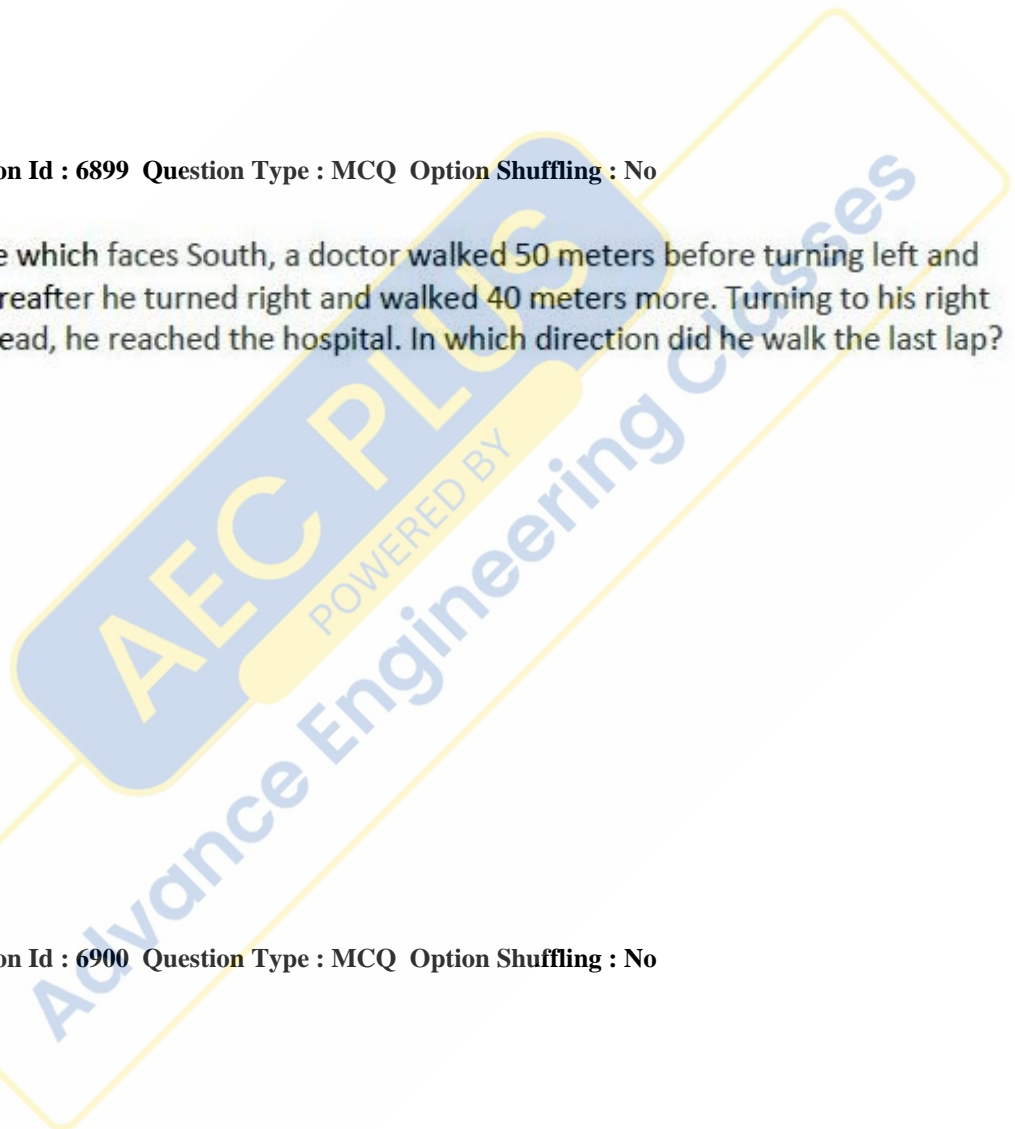 on Id : 6899 Question Type : MCQ Option Shuffling : No
which faces South, a doctor walked 50 meters before turning left and
he turned right and walked 40 meters more. Turning to his right
he reached the hospital. In which direction did he walk the last lap?
AEC PLUS
POWERED BY
Advance Engineering Classes
on Id : 6900 Question Type : MCQ Option Shuffling : No